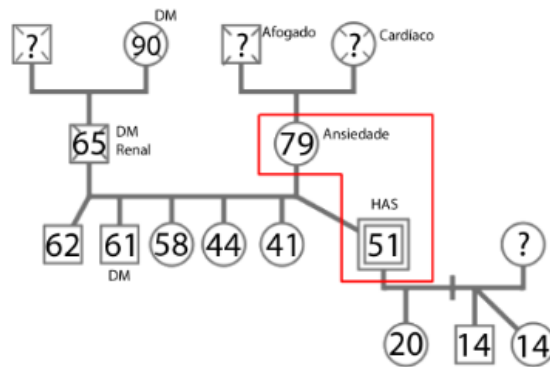 DM
? 90 ? Afogado ? Cardíaco
65 DM
Renal
79 Ansiedade
HAS
62 61 58 44 41 51 ?
DM
20 14 14